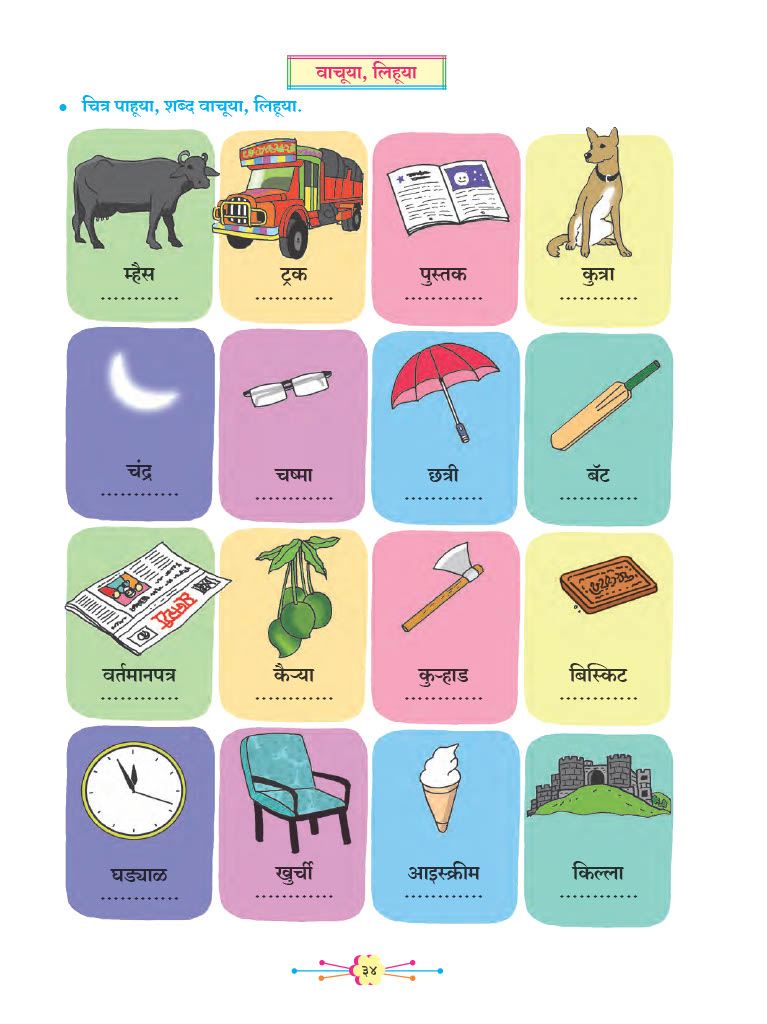 वाचूया, लिहूया
• चित्र पाहूया, शब्द वाचूया, लिहूया.
म्हैस ट्रक पुस्तक कुत्रा
............ ............ ............ ............
चंद्र चष्मा छत्री बॅट
............ ............ ............ ............
वर्तमानपत्र कैऱ्या कुऱ्हाड बिस्किट
............ ............ ............ ............
घड्याळ खुर्ची आइस्क्रीम किल्ला
............ ............ ............ ............
३४